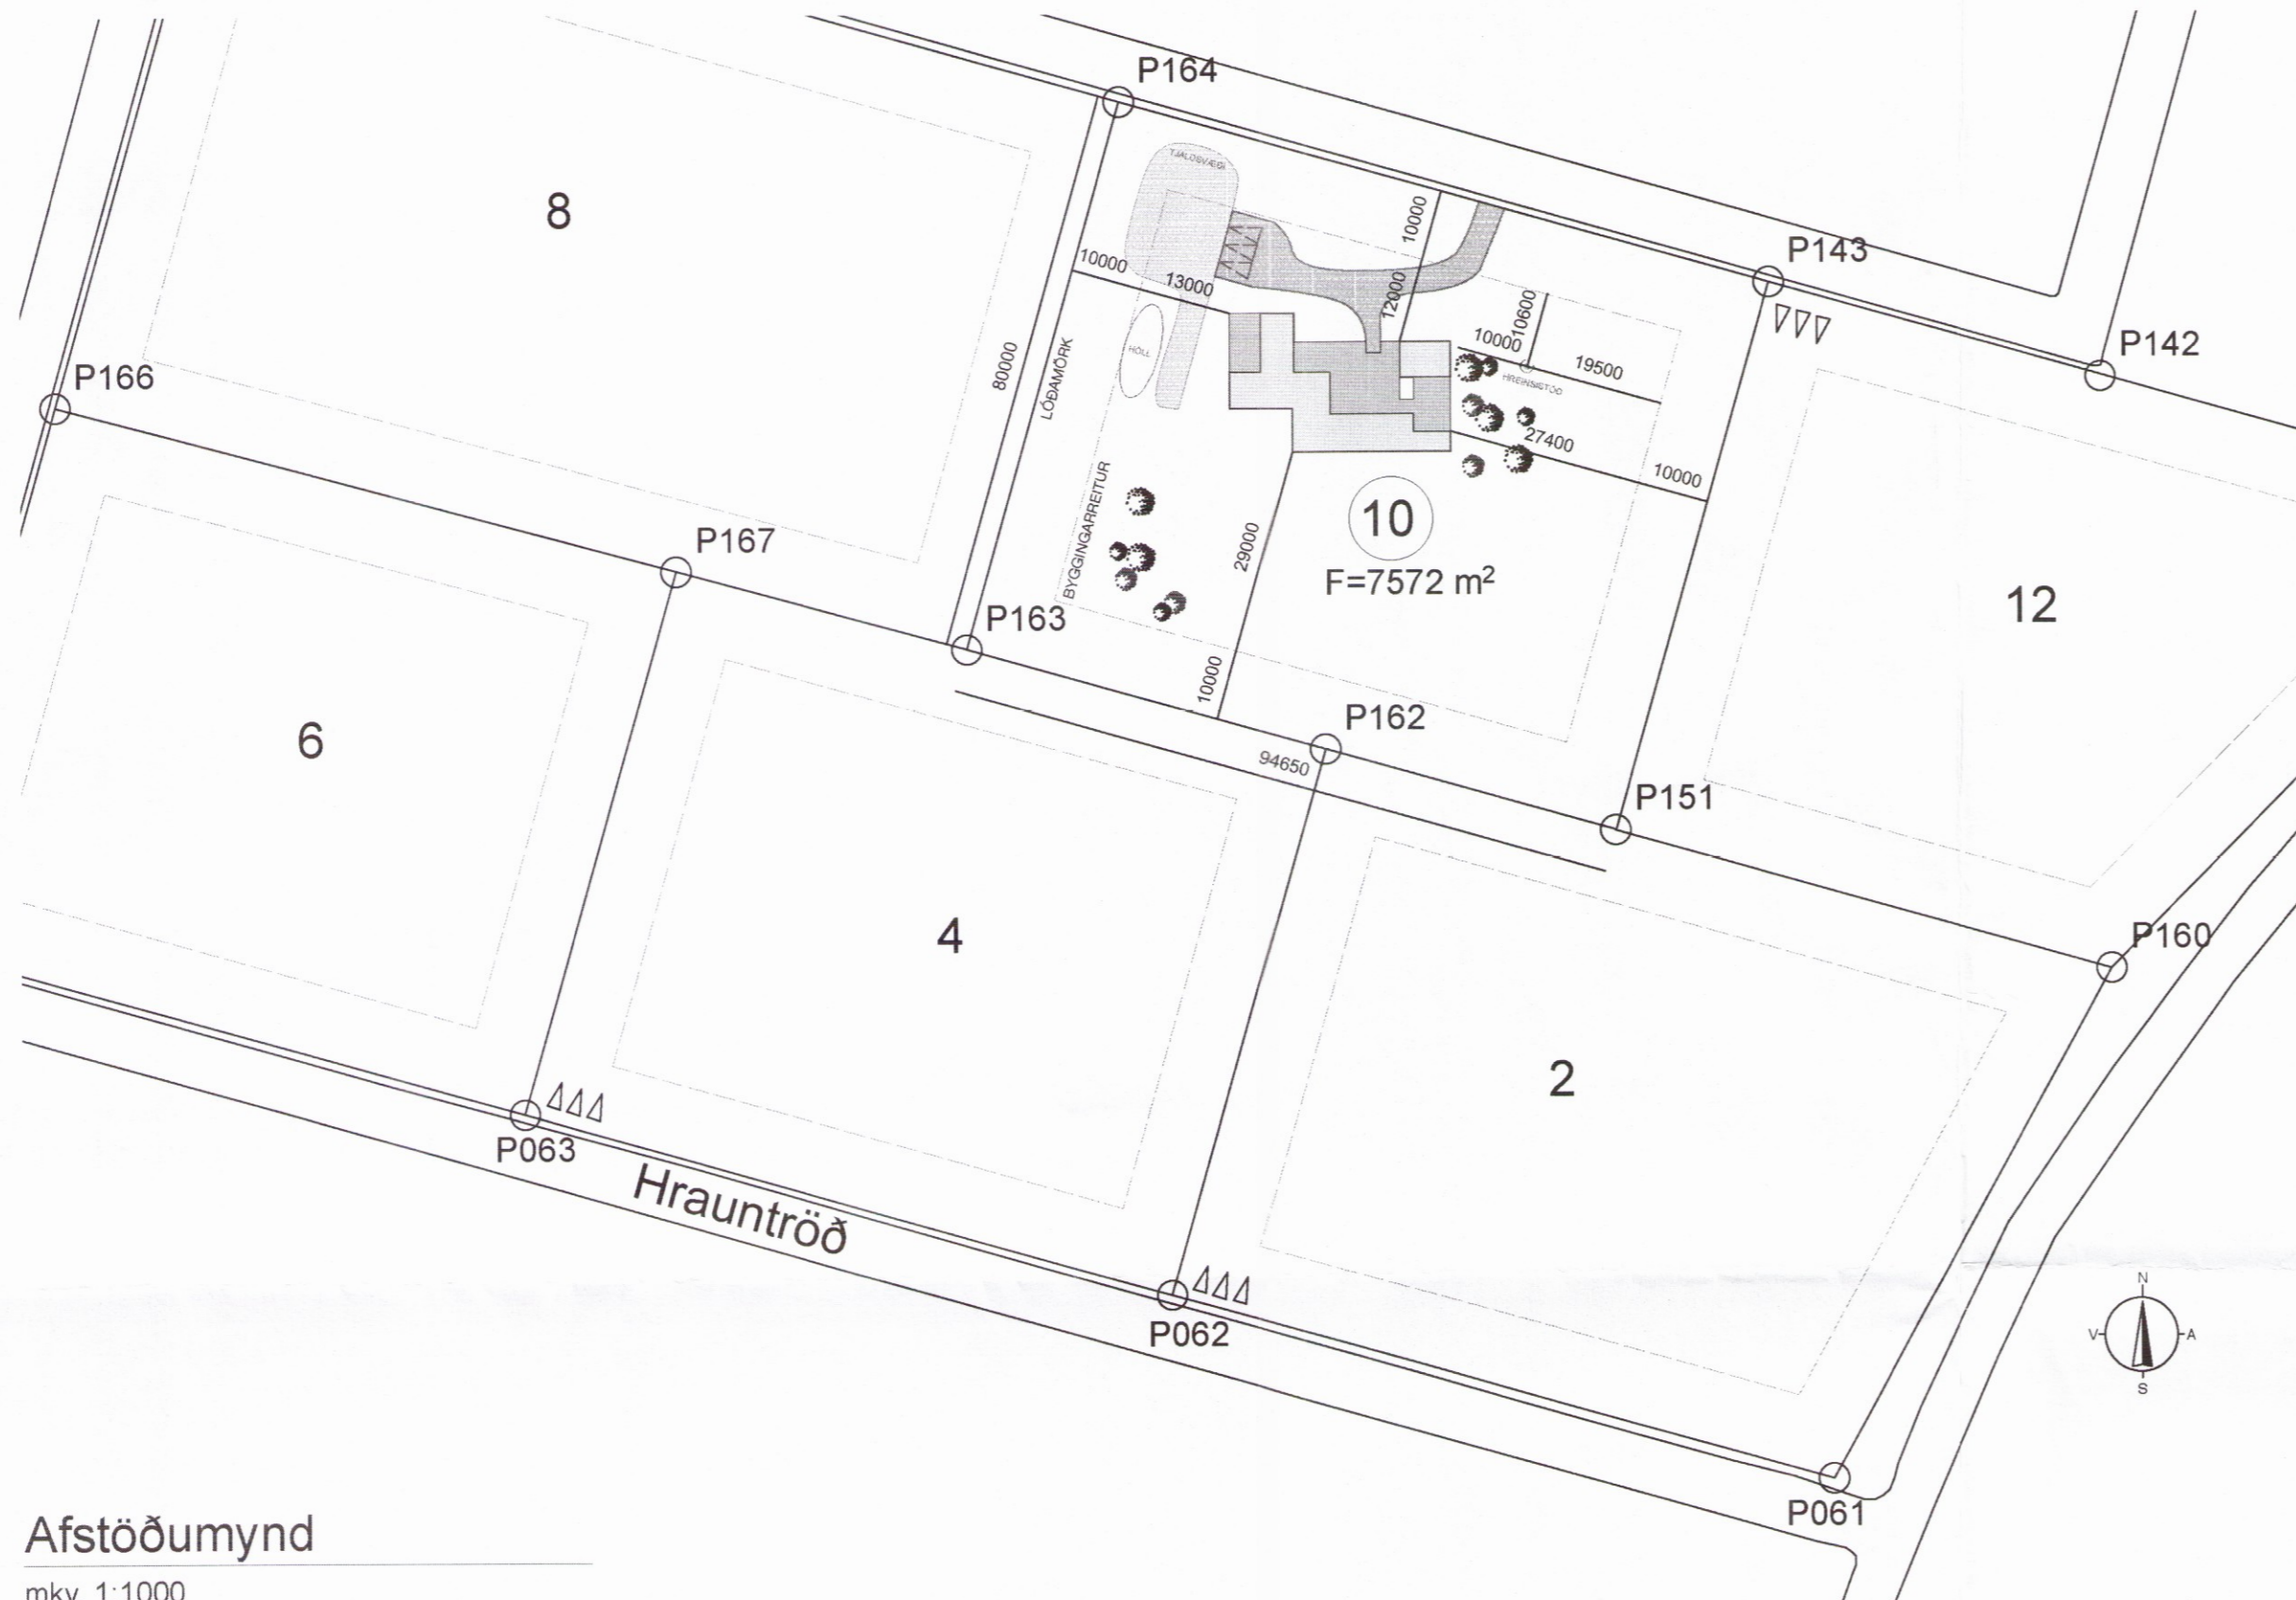 P164
TJALDSVÆÐI
8
10000
P143
10000
13000
12000
10600
10000
19500
P142
80000
LÓÐAMÖRK
HÓLL
HREINSISTÖÐ
P166
27400
10000
BYGGINGARREITUR
10
F=7572 m²
29000
P167
12
P163
10000
P162
94650
6
P151
4
P160
2
P063
Hrauntröð
P062
N
V
A
S
P061
Afstöðumynd
mkv. 1:1000